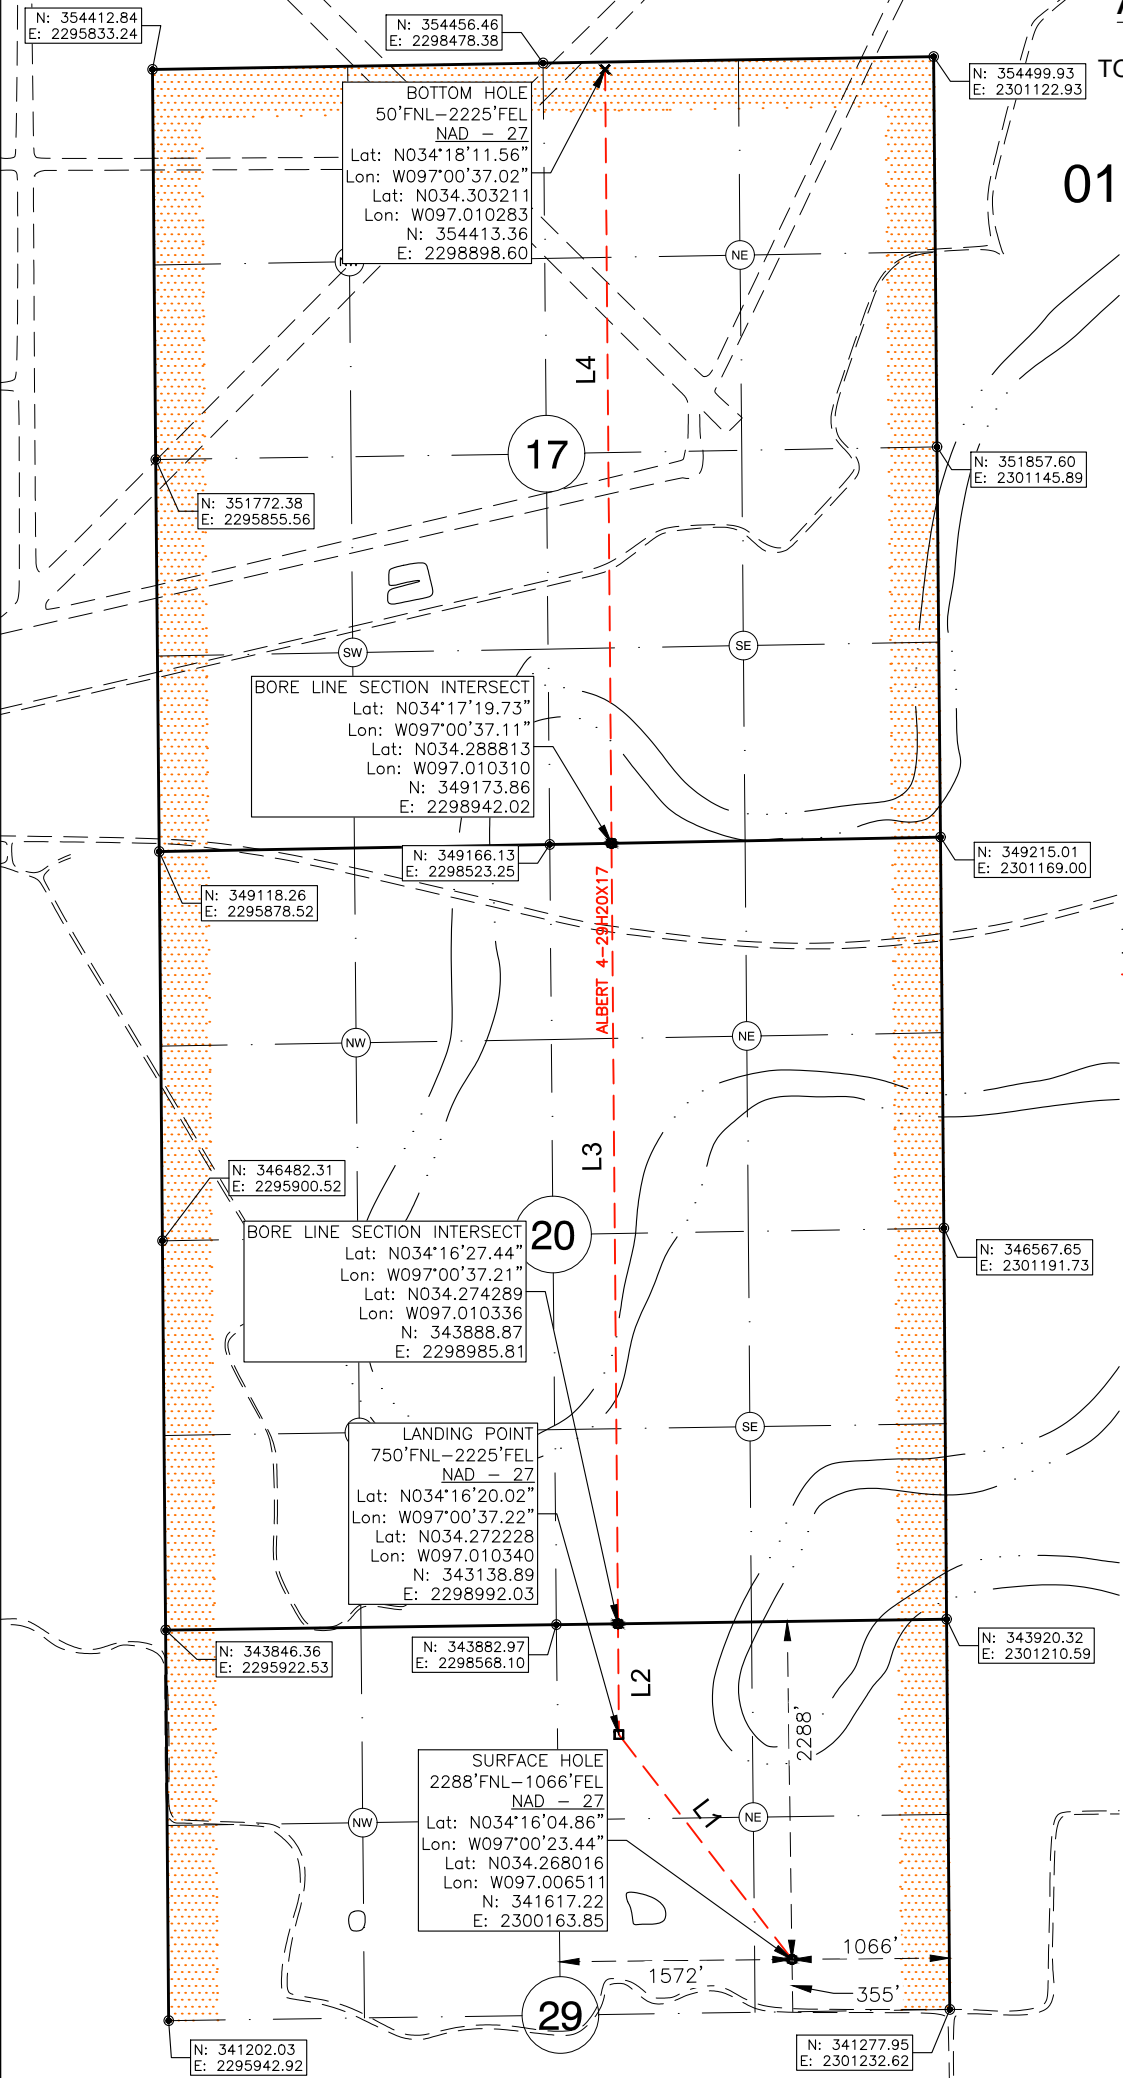 N: 354412.84
E: 2295833.24
N: 354456.46
E: 2298478.38
N: 354499.93
E: 2301122.93
TO
01
BOTTOM HOLE
50'FNL-2225'FEL
NAD - 27
Lat: N034°18'11.56"
Lon: W097°00'37.02"
Lat: N034.303211
Lon: W097.010283
N: 354413.36
E: 2298898.60
NE
L4
17
N: 351857.60
E: 2301145.89
N: 351772.38
E: 2295855.56
SW
SE
BORE LINE SECTION INTERSECT
Lat: N034°17'19.73"
Lon: W097°00'37.11"
Lat: N034.288813
Lon: W097.010310
N: 349173.86
E: 2298942.02
N: 349166.13
E: 2298523.25
N: 349215.01
E: 2301169.00
N: 349118.26
E: 2295878.52
ALBERT 4-29H20X17
NW
NE
L3
N: 346482.31
E: 2295900.52
BORE LINE SECTION INTERSECT
Lat: N034°16'27.44"
Lon: W097°00'37.21"
Lat: N034.274289
Lon: W097.010336
N: 343888.87
E: 2298985.81
20
N: 346567.65
E: 2301191.73
SE
LANDING POINT
750'FNL-2225'FEL
NAD - 27
Lat: N034°16'20.02"
Lon: W097°00'37.22"
Lat: N034.272228
Lon: W097.010340
N: 343138.89
E: 2298992.03
N: 343846.36
E: 2295922.53
N: 343882.97
E: 2298568.10
N: 343920.32
E: 2301210.59
L2
2288'
SURFACE HOLE
2288'FNL-1066'FEL
NAD - 27
Lat: N034°16'04.86"
Lon: W097°00'23.44"
Lat: N034.268016
Lon: W097.006511
N: 341617.22
E: 2300163.85
L1
NW
NE
1066'
1572'
355'
29
N: 341202.03
E: 2295942.92
N: 341277.95
E: 2301232.62